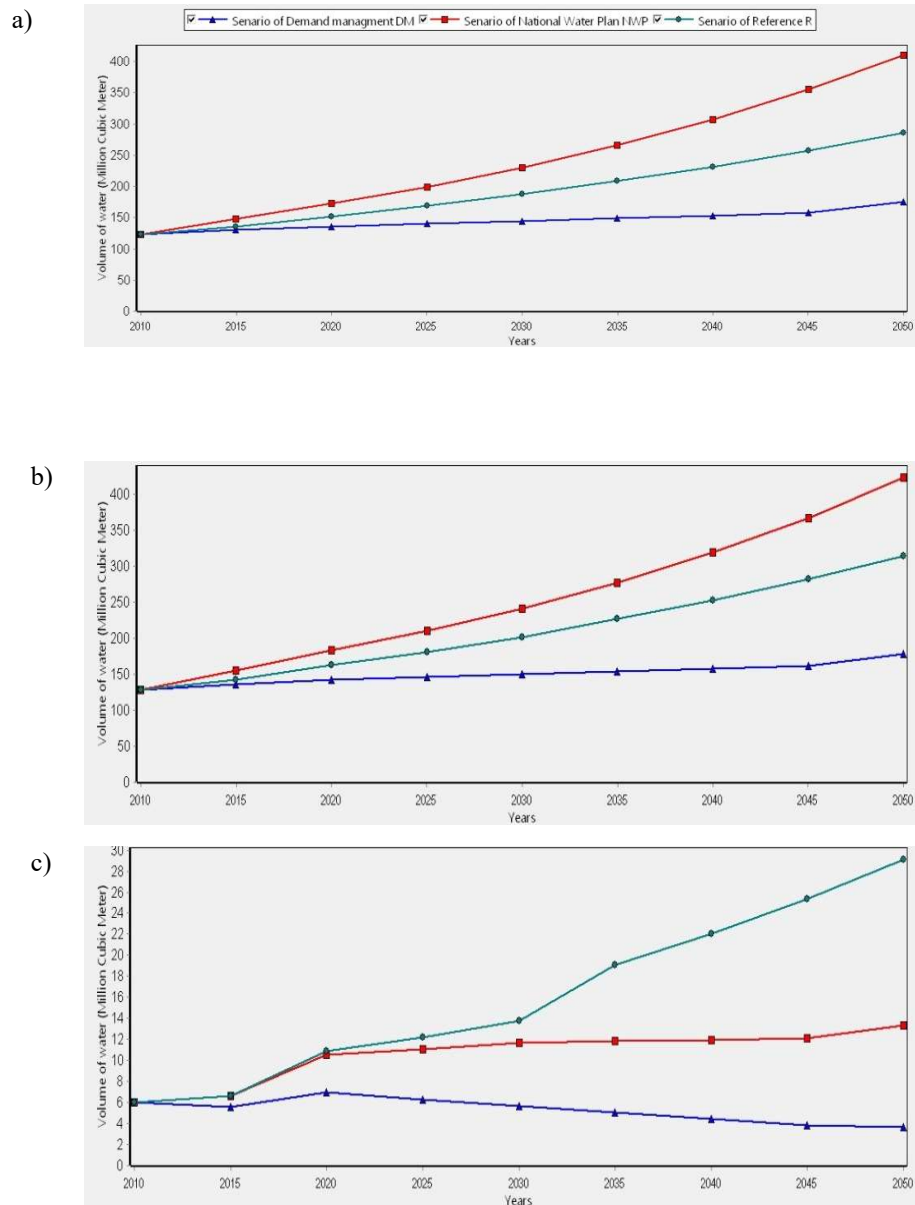 a)
Senario of Demand managment DM Senario of National Water Plan NWP Senario of Reference R
Volume of water (Million Cubic Meter)
400
350
300
250
200
150
100
50
0
2010 2015 2020 2025 2030 2035 2040 2045 2050
Years
b)
Volume of water (Million Cubic Meter)
400
350
300
250
200
150
100
50
0
2010 2015 2020 2025 2030 2035 2040 2045 2050
Years
c)
Volume of water (Million Cubic Meter)
30
28
26
24
22
20
18
16
14
12
10
8
6
4
2
0
2010 2015 2020 2025 2030 2035 2040 2045 2050
Years